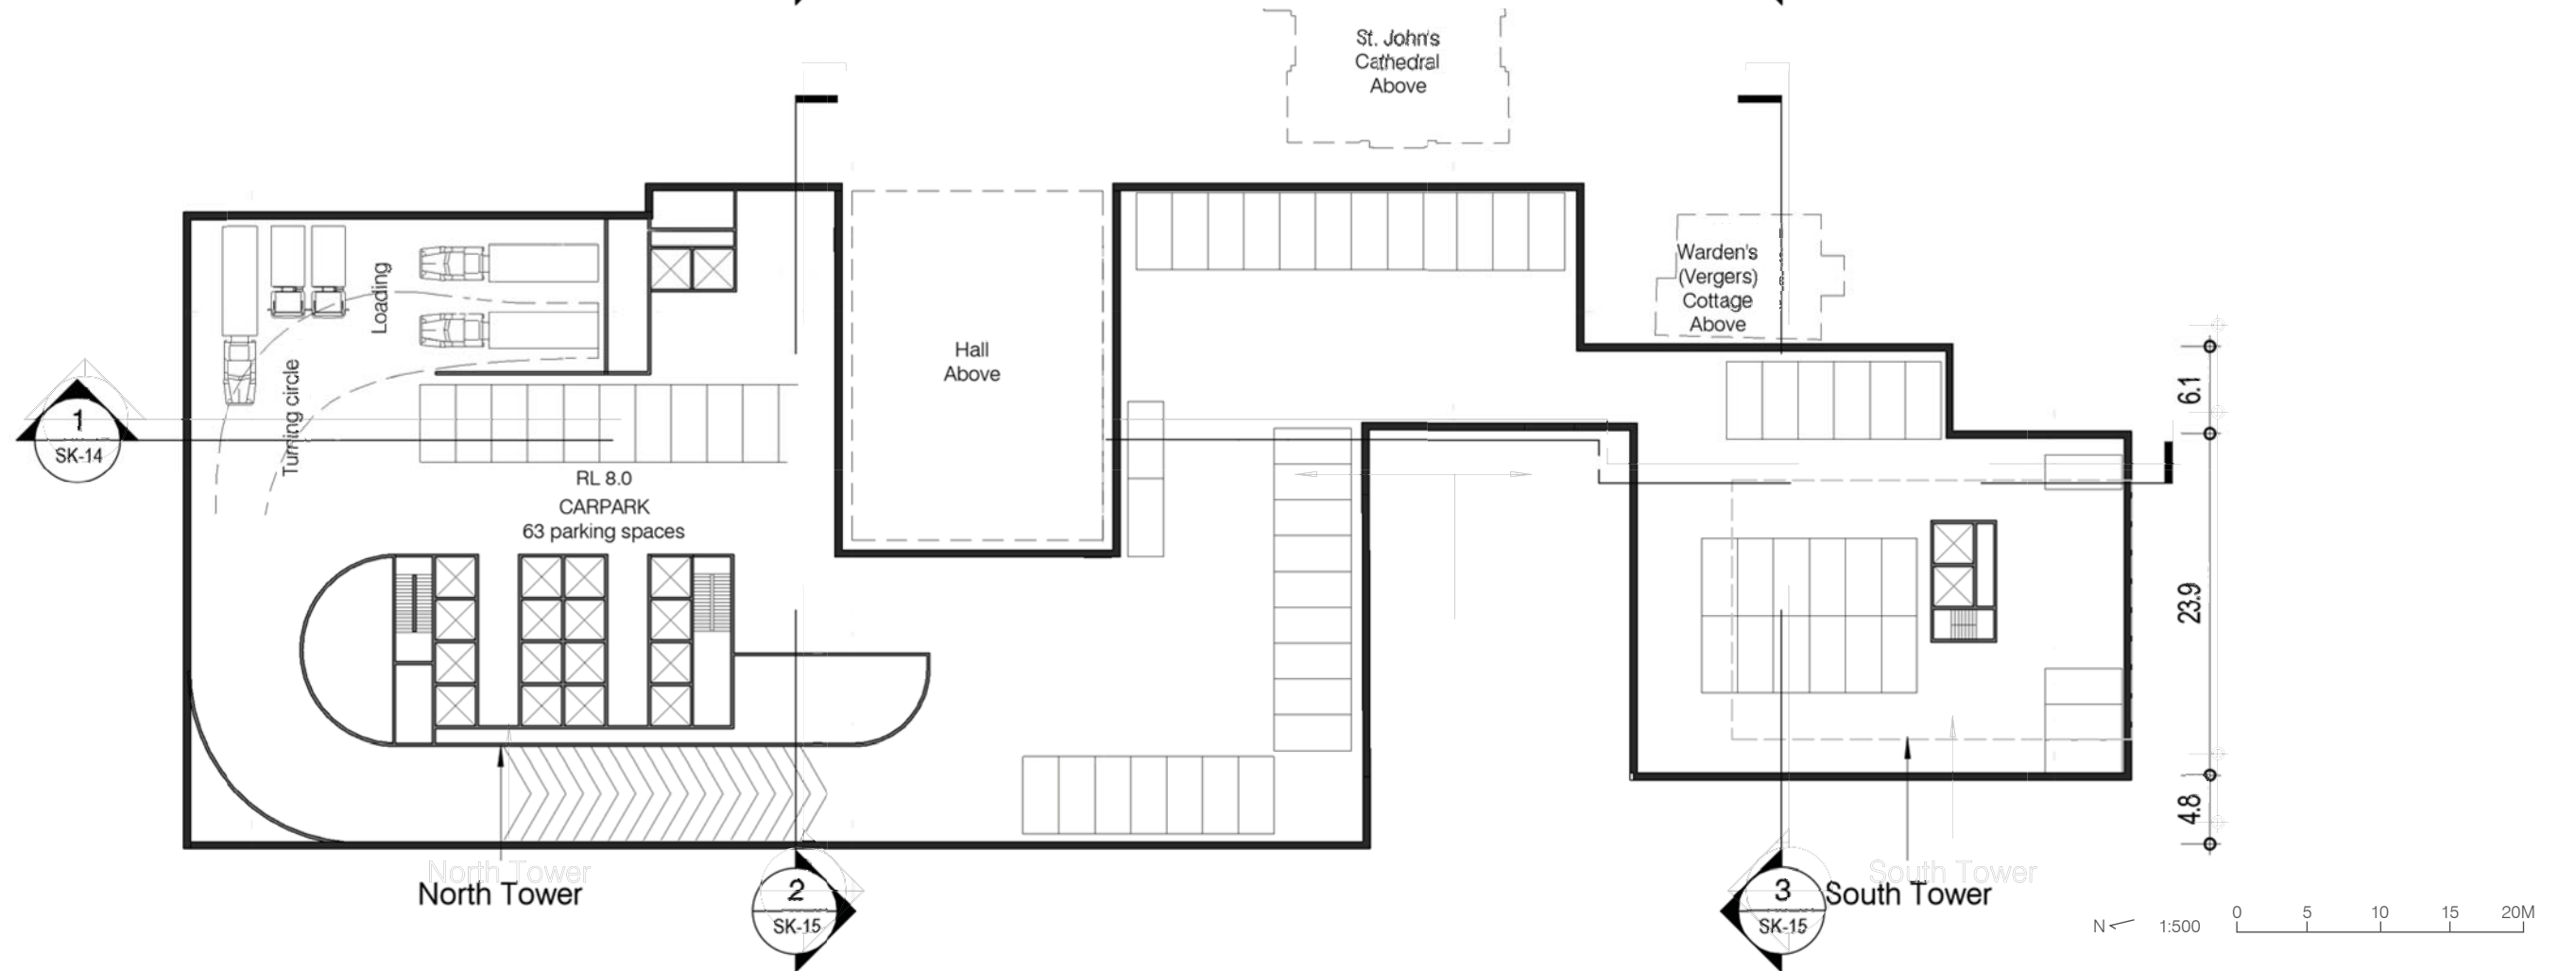 St. John's
Cathedral
Above
Warden's
(Vergers)
Cottage
Above
Loading
Turning circle
Hall
Above
1
SK-14
RL 8.0
CARPARK
63 parking spaces
6.1
23.9
4.8
North Tower
North Tower
2
SK-15
3
SK-15
South Tower
South Tower
N 1:500 0 5 10 15 20M